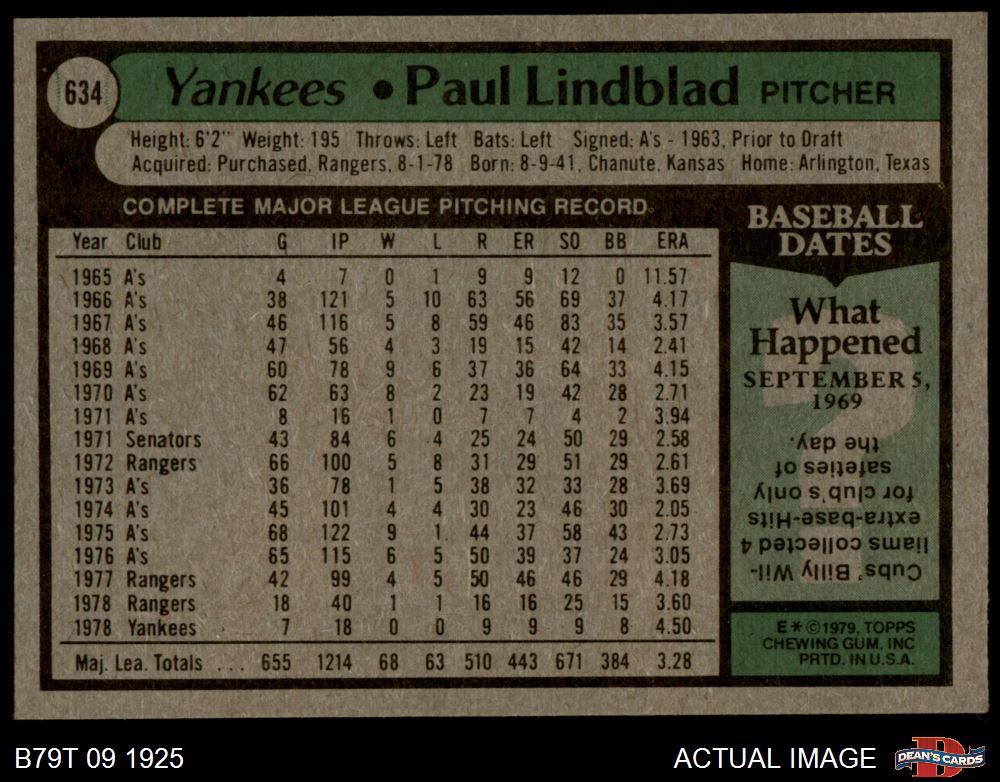 634 Yankees • Paul Lindblad PITCHER
Height: 6'2" Weight: 195 Throws: Left Bats: Left Signed: A's - 1963, Prior to Draft
Acquired: Purchased, Rangers, 8-1-78 Born: 8-9-41, Chanute, Kansas Home: Arlington, Texas
COMPLETE MAJOR LEAGUE PITCHING RECORD
Year Club G IP W L R ER SO BB ERA
1965 A's 4 7 0 1 9 9 12 0 11.57
1966 A's 38 121 5 10 63 56 69 37 4.17
1967 A's 46 116 5 8 59 46 83 35 3.57
1968 A's 47 56 4 3 19 15 42 14 2.41
1969 A's 60 78 9 6 37 36 64 33 4.15
1970 A's 62 63 8 2 23 19 42 28 2.71
1971 A's 8 16 1 0 7 7 4 2 3.94
1971 Senators 43 84 6 4 25 24 50 29 2.58
1972 Rangers 66 100 5 8 31 29 51 29 2.61
1973 A's 36 78 1 5 38 32 33 28 3.69
1974 A's 45 101 4 4 30 23 46 30 2.05
1975 A's 68 122 9 1 44 37 58 43 2.73
1976 A's 65 115 6 5 50 39 37 24 3.05
1977 Rangers 42 99 4 5 50 46 46 29 4.18
1978 Rangers 18 40 1 1 16 16 25 15 3.60
1978 Yankees 7 18 0 0 9 9 9 8 4.50
Maj. Lea. Totals ... 655 1214 68 63 510 443 671 384 3.28
BASEBALL
DATES
What
Happened
SEPTEMBER 5,
1969
Cubs' Billy Wil-
liams collected 4
extra-base-Hits
for club's only
safeties of
the day.
E*©1979, TOPPS
CHEWING GUM, INC
PRTD. IN U.S.A.
B79T 09 1925
ACTUAL IMAGE
D
DEAN'S CARDS